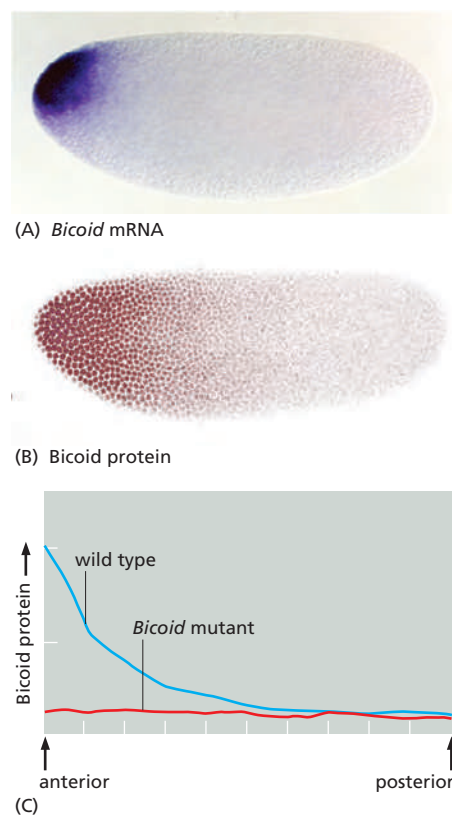 (A) Bicoid mRNA
(B) Bicoid protein
Bicoid protein
wild type
Bicoid mutant
anterior
posterior
(C)